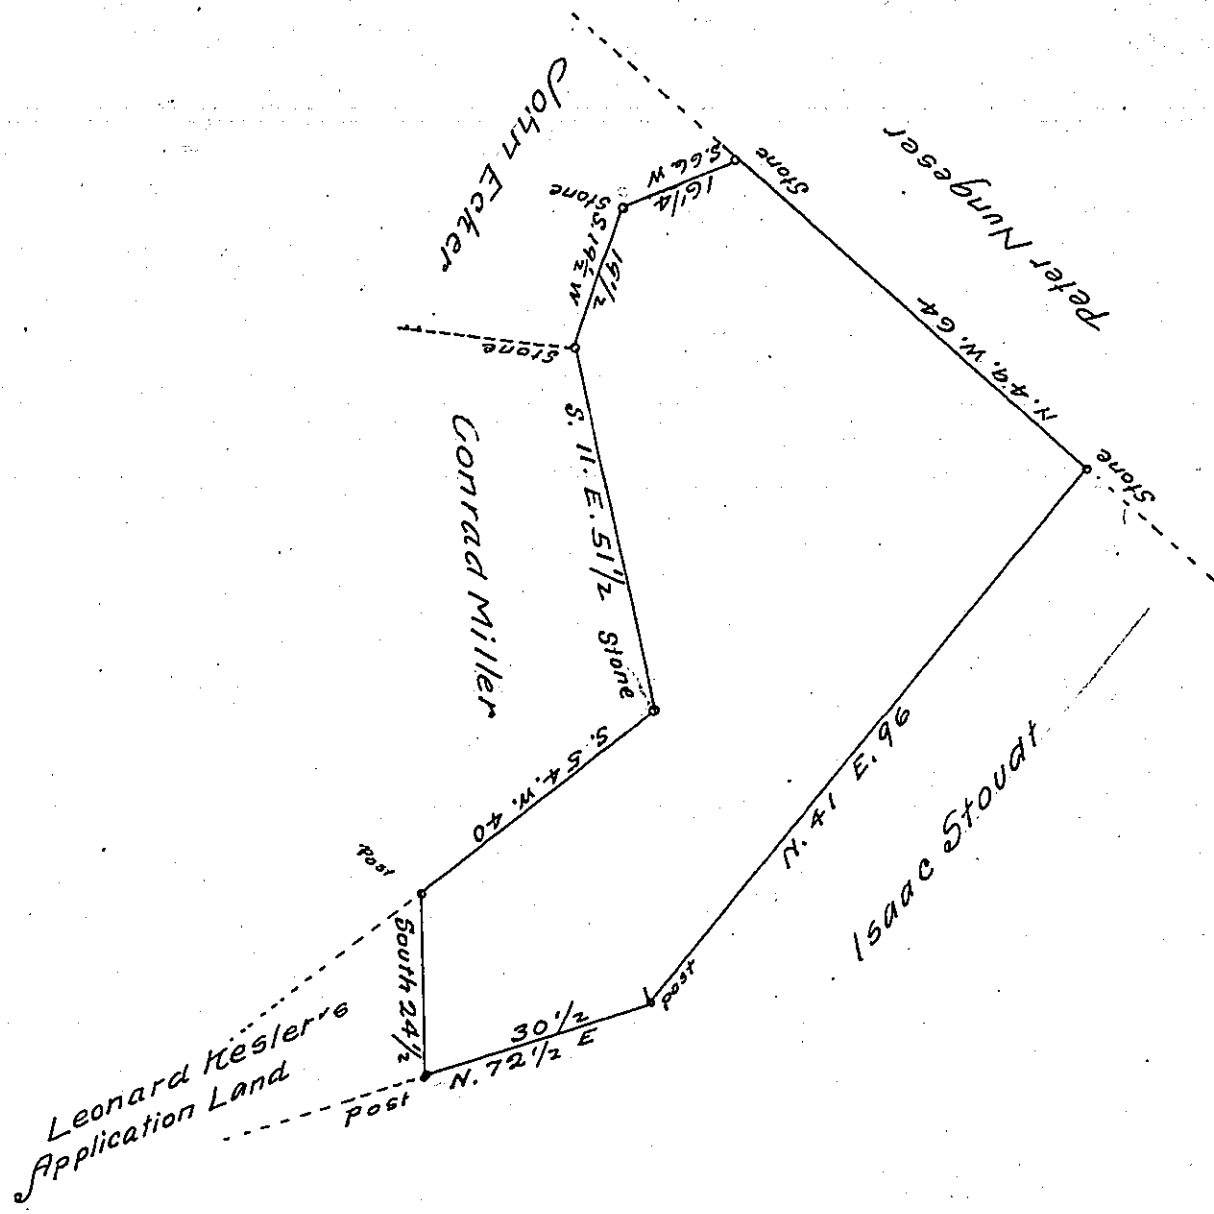 John Ecker
Peter Nungeser
Stone
S. 66 W
16 1/4
Stone
S. 19 1/2 W
19 1/2
Stone
N. 49. W. 64
Stone
S. 11. E. 51 1/2
Stone
Conrad Miller
S. 54. W. 40
Post
South 24 1/2
Leonard Kesler's
Application Land
Post
30 1/2
N. 72 1/2 E
post
N. 41 E. 96
Isaac Stoudt